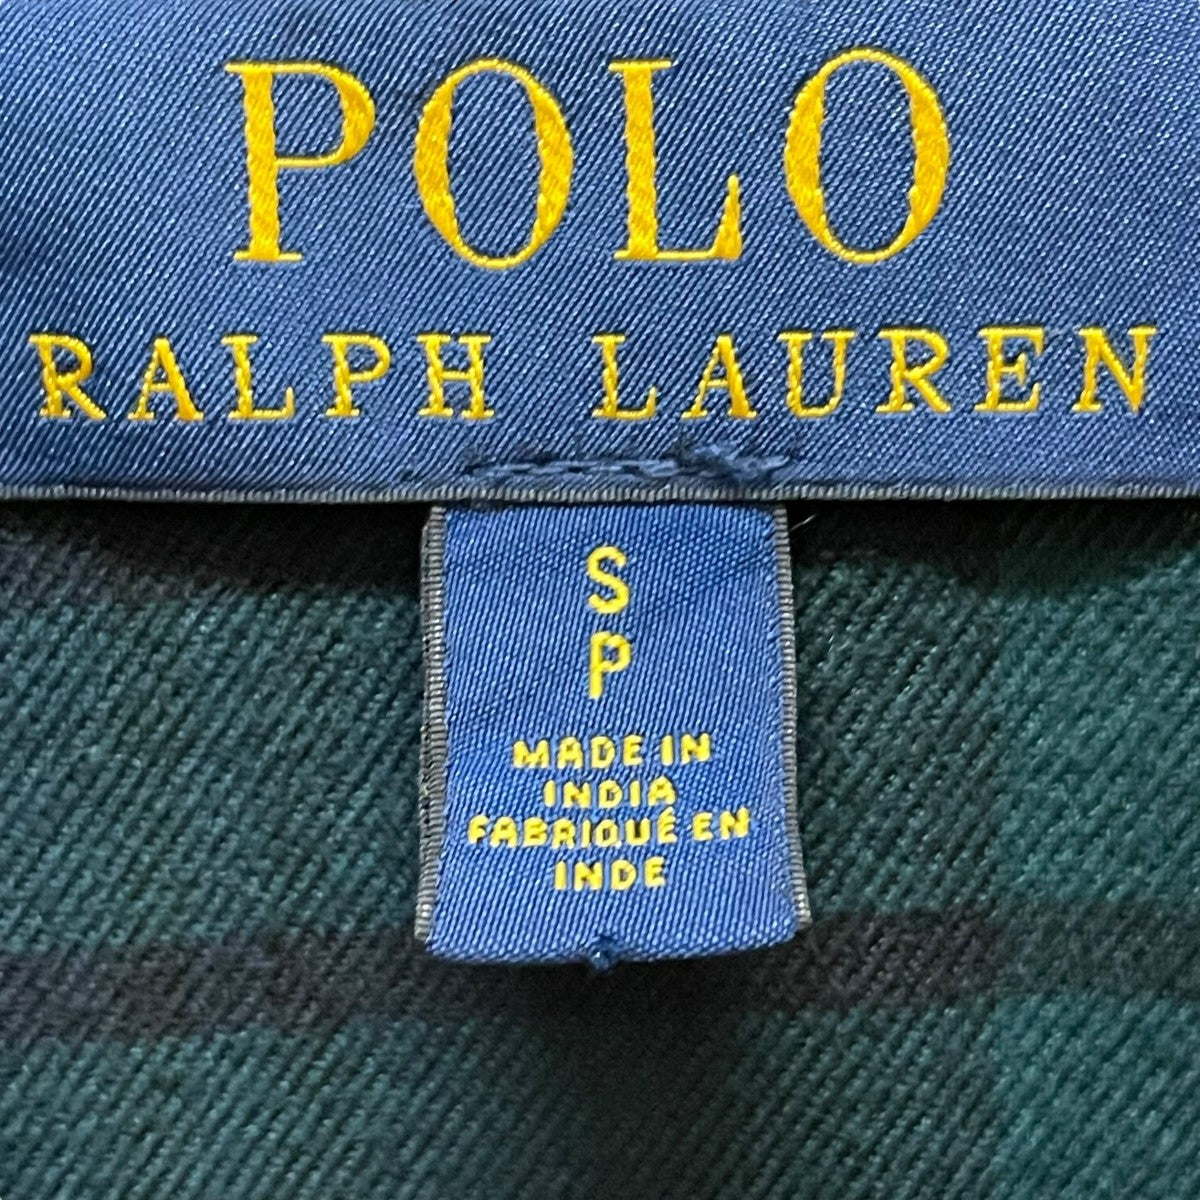 POLO
RALPH LAUREN
S
P
MADE IN
INDIA
FABRIQUÉ EN
INDE